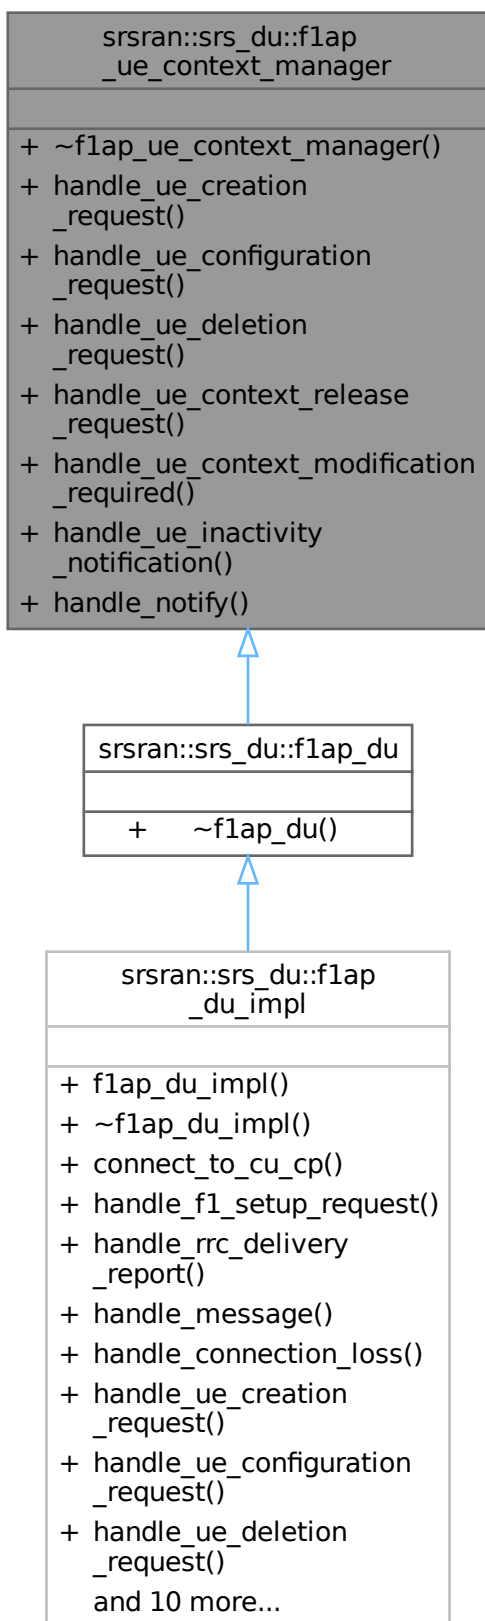 srsran::srs_du::f1ap
_ue_context_manager
+ ~f1ap_ue_context_manager()
+ handle_ue_creation
_request()
+ handle_ue_configuration
_request()
+ handle_ue_deletion
_request()
+ handle_ue_context_release
_request()
+ handle_ue_context_modification
_required()
+ handle_ue_inactivity
_notification()
+ handle_notify()
srsran::srs_du::f1ap_du
+ ~f1ap_du()
srsran::srs_du::f1ap
_du_impl
+ f1ap_du_impl()
+ ~f1ap_du_impl()
+ connect_to_cu_cp()
+ handle_f1_setup_request()
+ handle_rrc_delivery
_report()
+ handle_message()
+ handle_connection_loss()
+ handle_ue_creation
_request()
+ handle_ue_configuration
_request()
+ handle_ue_deletion
_request()
and 10 more...